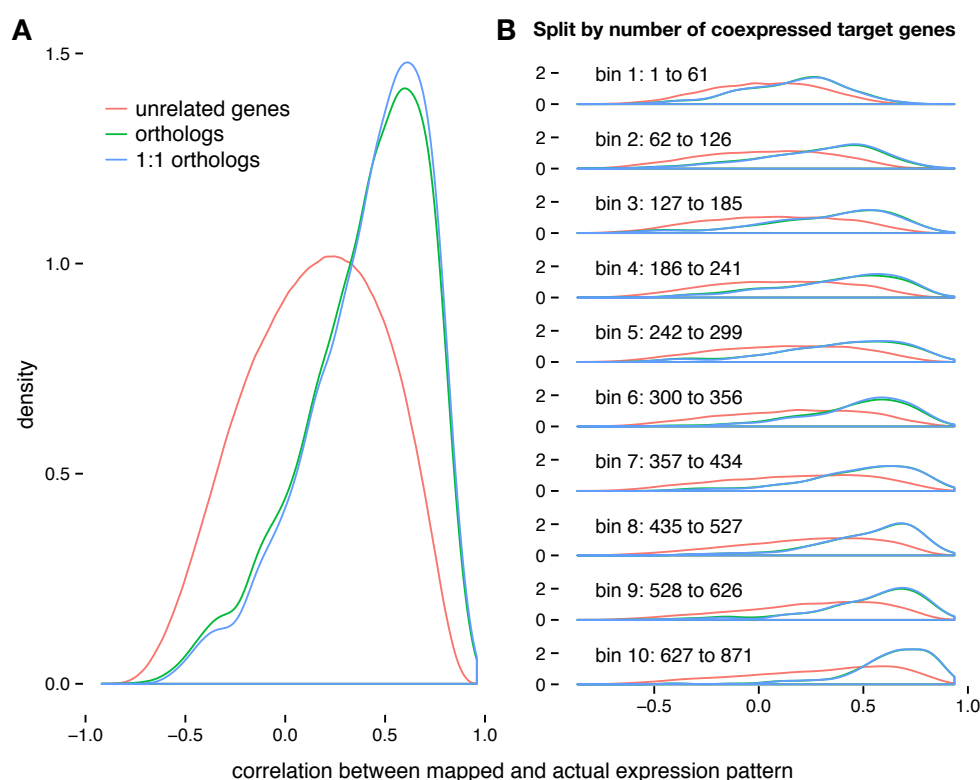 A
1.5
1.0
0.5
0.0
−1.0
−0.5
0.0
0.5
1.0
density
unrelated genes
orthologs
1:1 orthologs
B
Split by number of coexpressed target genes
2
0
bin 1: 1 to 61
2
0
bin 2: 62 to 126
2
0
bin 3: 127 to 185
2
0
bin 4: 186 to 241
2
0
bin 5: 242 to 299
2
0
bin 6: 300 to 356
2
0
bin 7: 357 to 434
2
0
bin 8: 435 to 527
2
0
bin 9: 528 to 626
2
0
bin 10: 627 to 871
−0.5
0.0
0.5
1.0
correlation between mapped and actual expression pattern